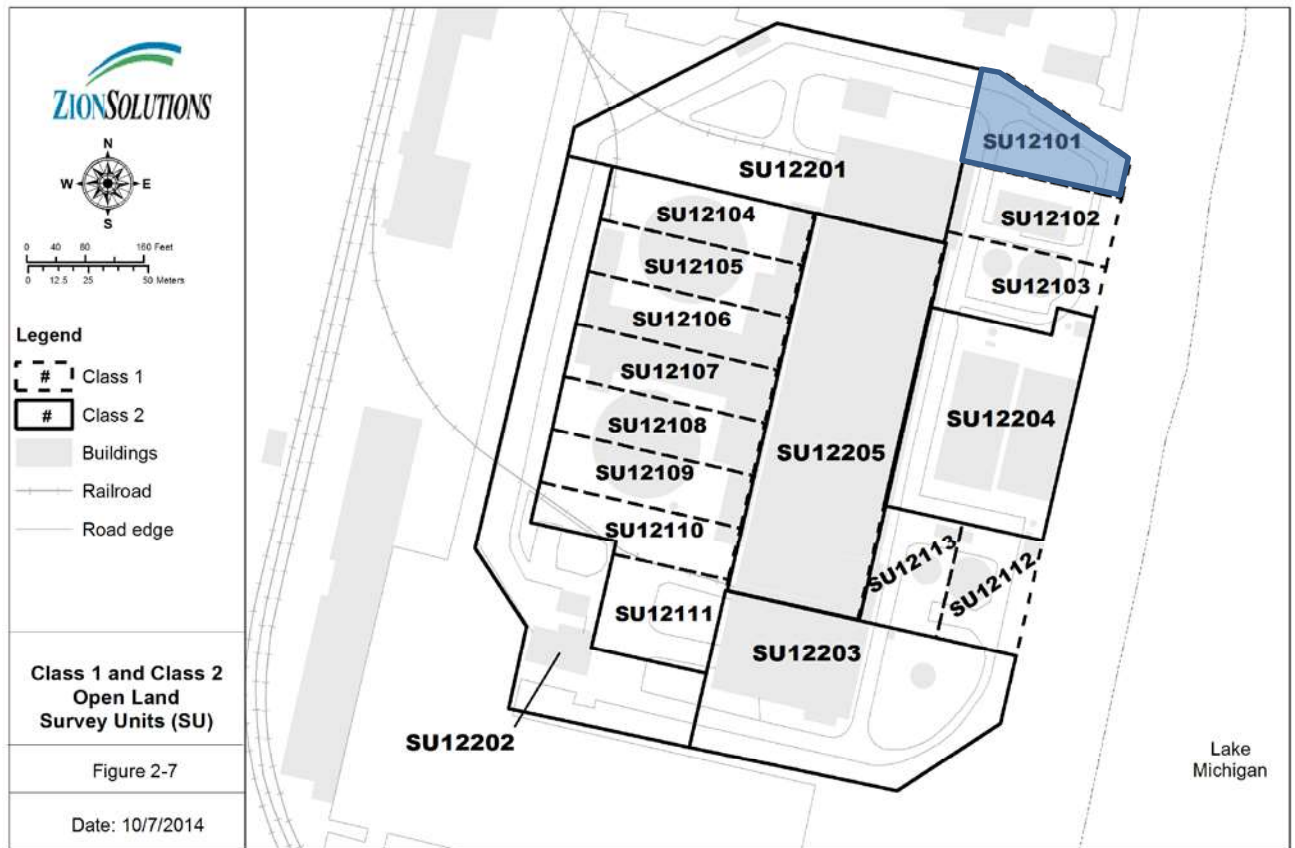 ZIONSOLUTIONS
N
W E
S
0 40 80 160 Feet
0 12.5 25 50 Meters
Legend
# Class 1
# Class 2
Buildings
Railroad
Road edge
Class 1 and Class 2
Open Land
Survey Units (SU)
Figure 2-7
Date: 10/7/2014
SU12101
SU12201
SU12102
SU12104
SU12105
SU12103
SU12106
SU12107
SU12108
SU12204
SU12205
SU12109
SU12110
SU12113
SU12112
SU12111
SU12203
SU12202
Lake
Michigan